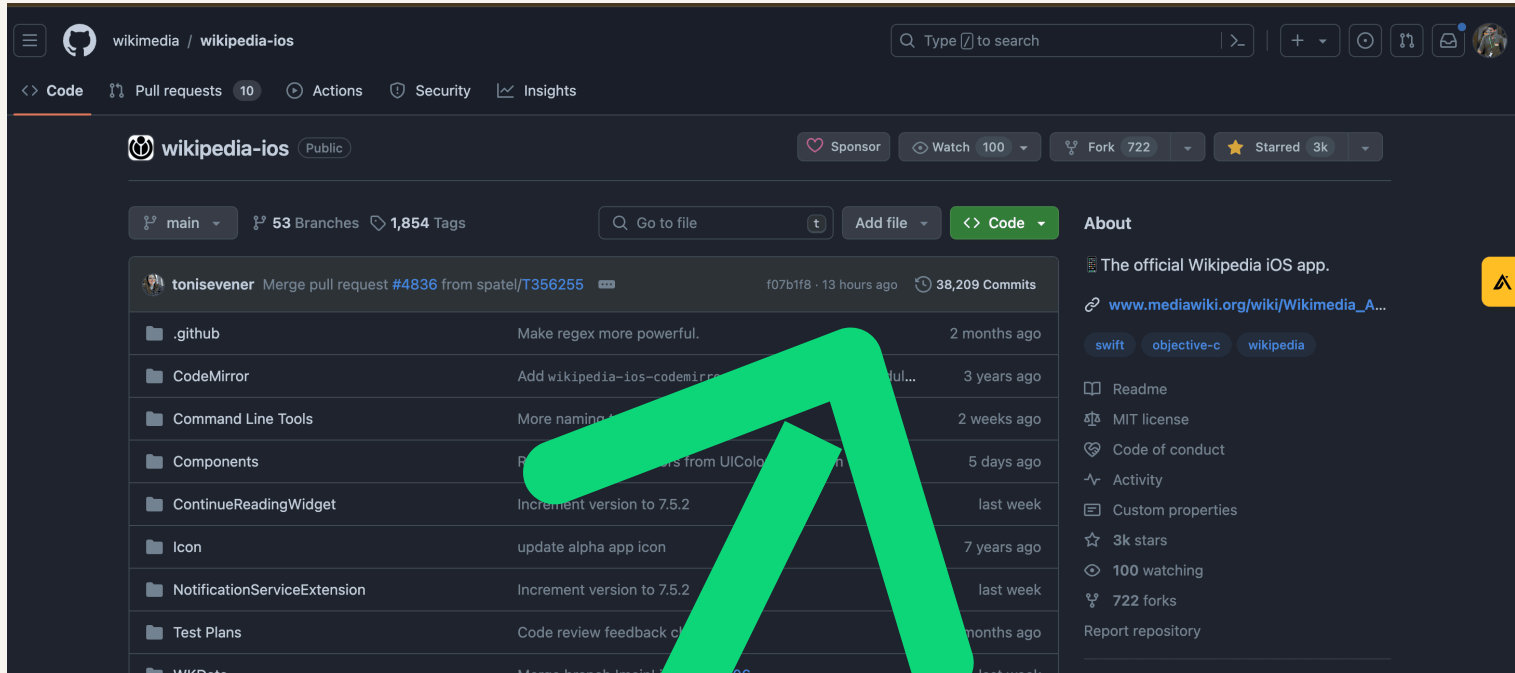 wikimedia / wikipedia-ios
Type / to search
Code Pull requests 10 Actions Security Insights
wikipedia-ios Public
Sponsor Watch 100 Fork 722 Starred 3k
main 53 Branches 1,854 Tags
Go to file t Add file Code
tonisevener Merge pull request #4836 from spatel/T356255 f07b1f8 · 13 hours ago 38,209 Commits
.github Make regex more powerful. 2 months ago
CodeMirror Add 3 years ago
Command Line Tools More naming 2 weeks ago
Components from 5 days ago
ContinueReadingWidget Increment version to 7.5.2 last week
Icon update alpha app icon 7 years ago
NotificationServiceExtension Increment version to 7.5.2 last week
Test Plans Code review feedback months ago
About
The official Wikipedia iOS app.
www.mediawiki.org/wiki/Wikimedia_A...
swift objective-c wikipedia
Readme
MIT license
Code of conduct
Activity
Custom properties
3k stars
100 watching
722 forks
Report repository